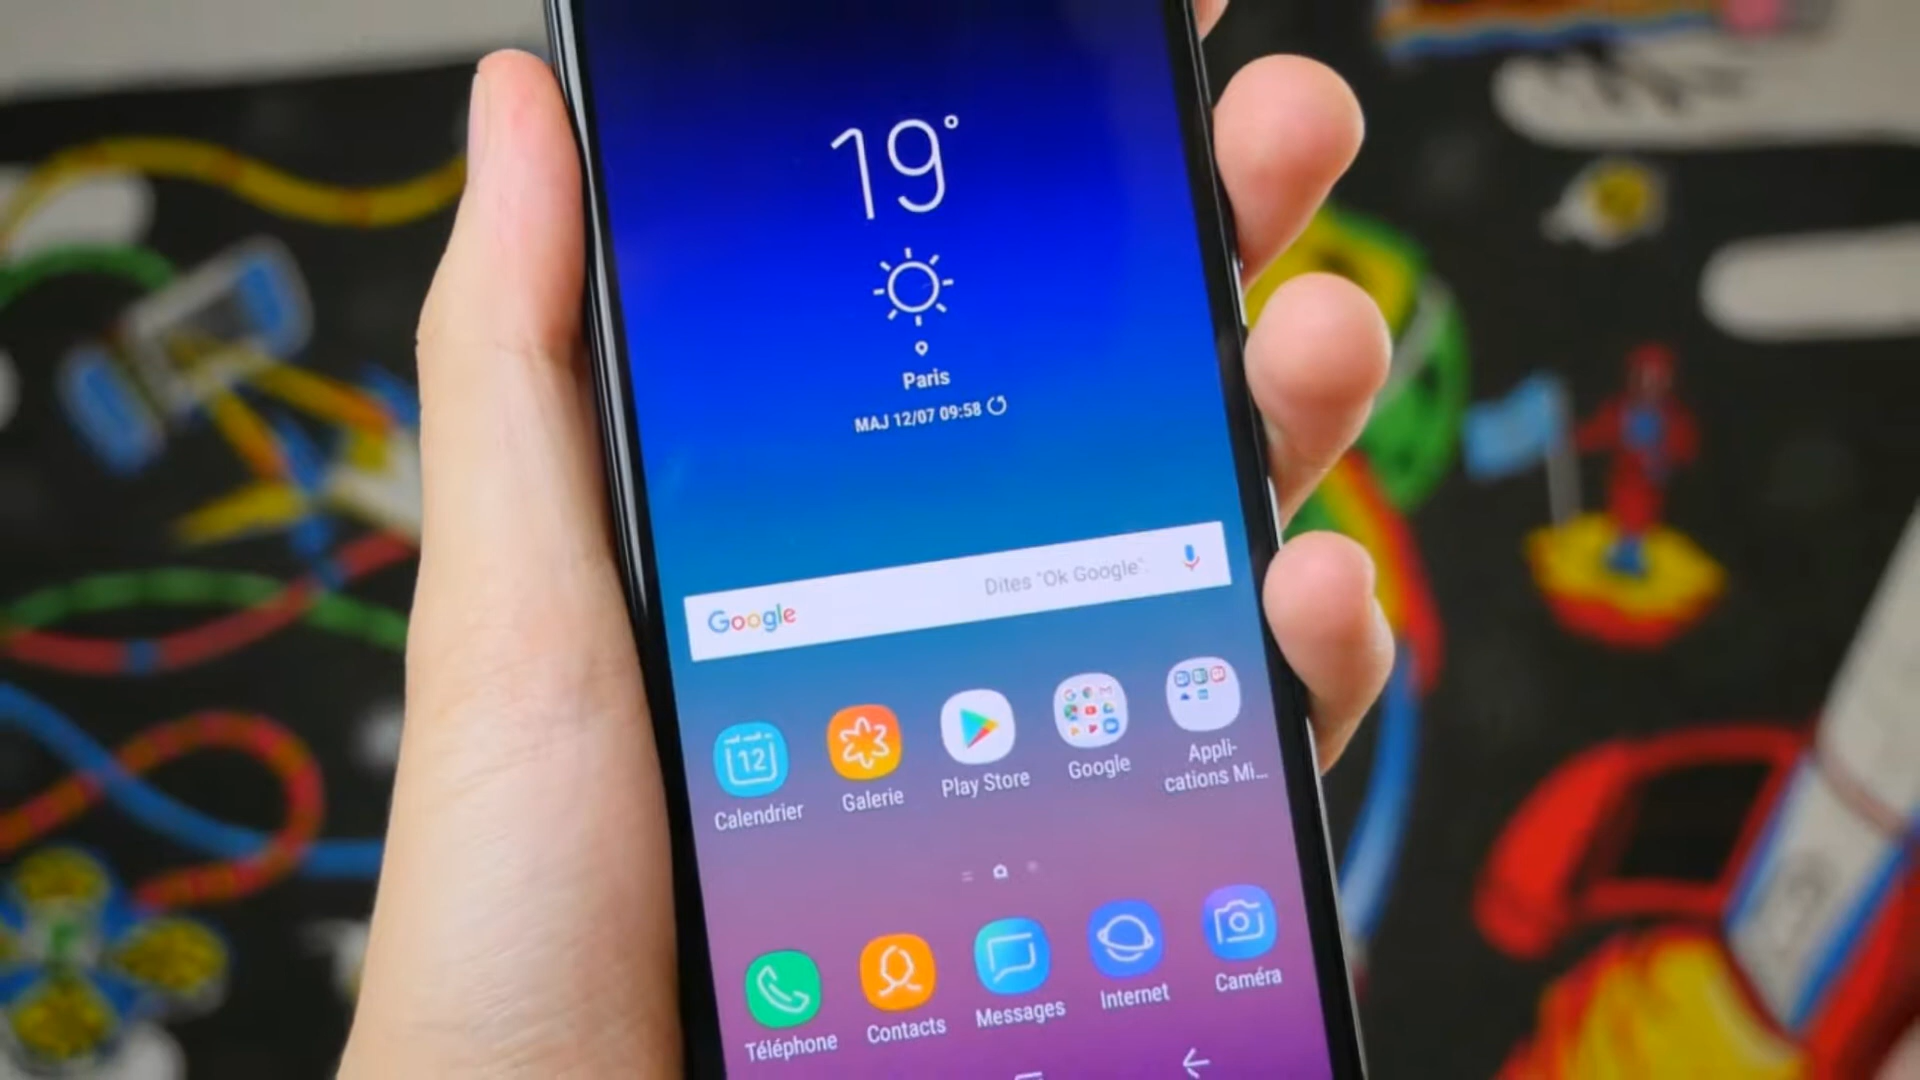 19°
Paris
MAJ 12/07 09:58
Google
Dites "Ok Google".
12
Calendrier
Galerie
Play Store
Google
Appli-
cations Mi...
Téléphone
Contacts
Messages
Internet
Caméra